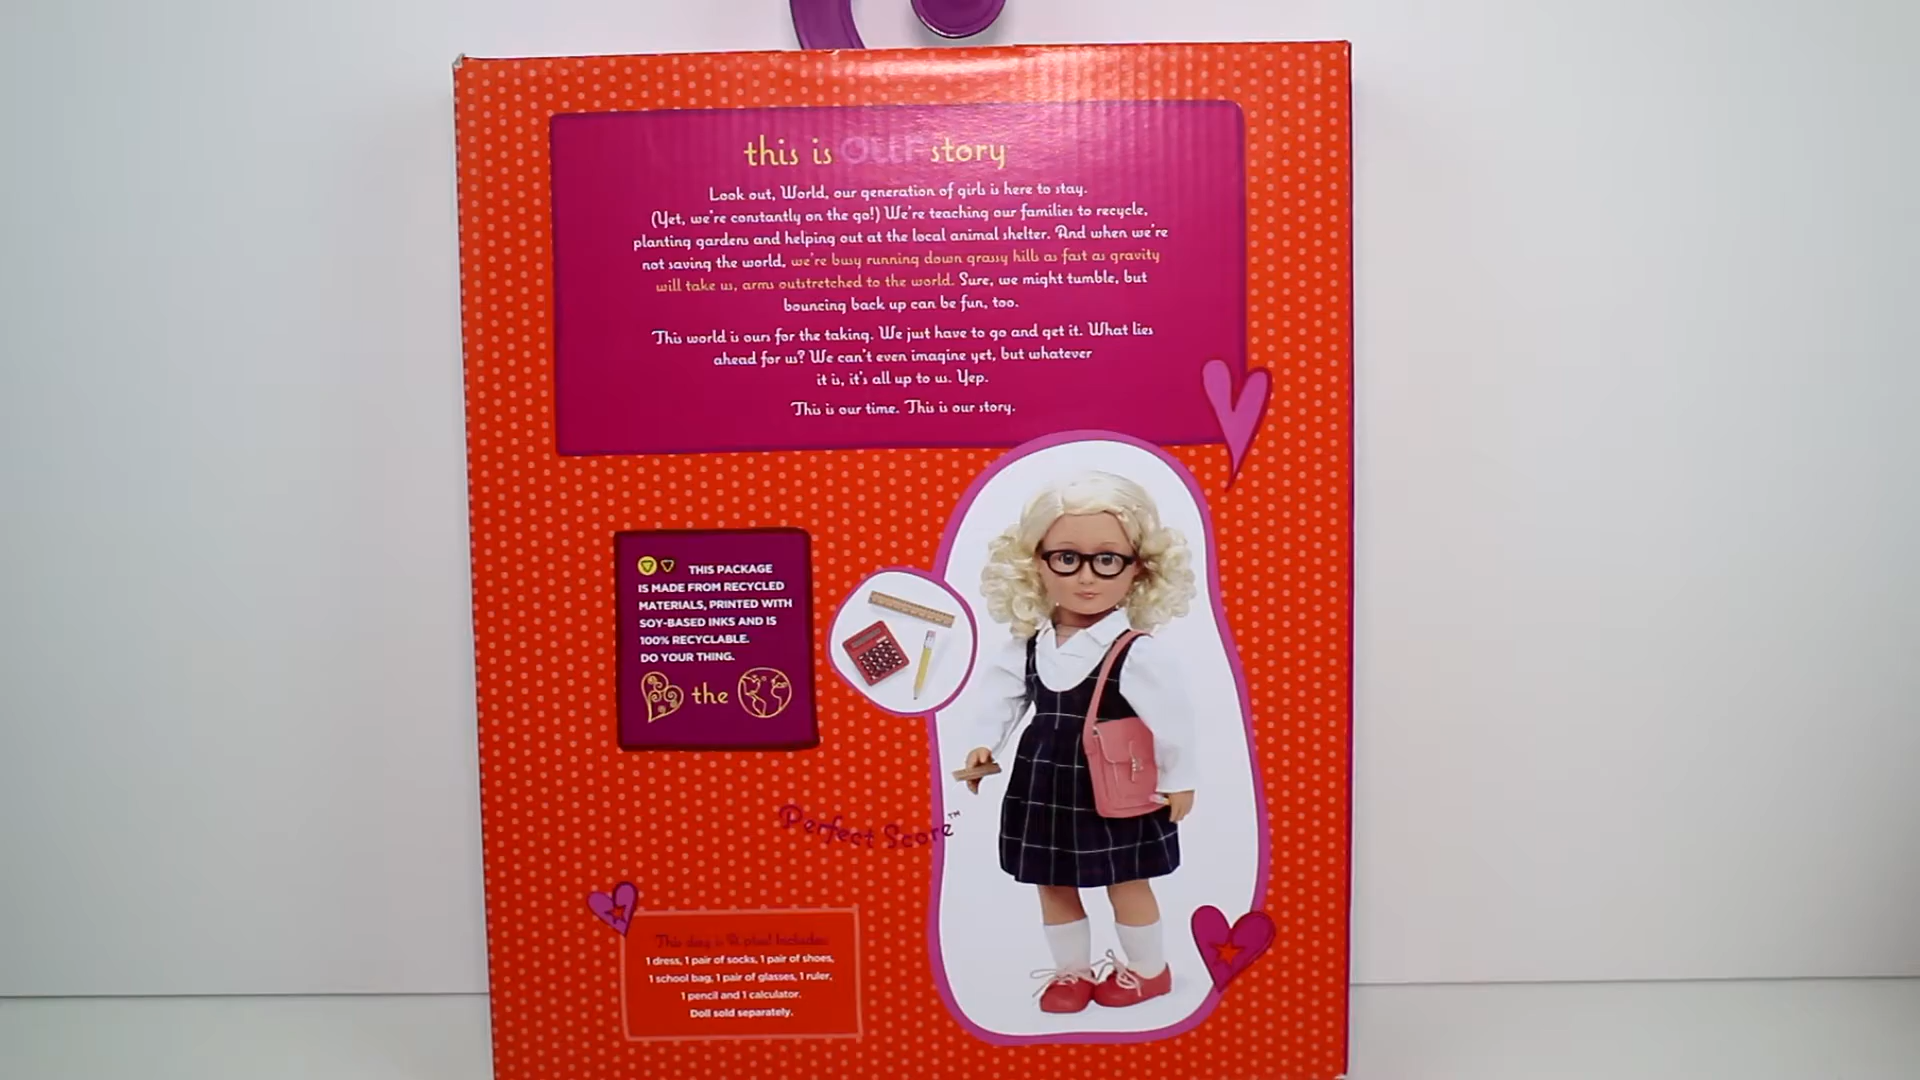 this is our story
Look out, World, our generation of girls is here to stay.
(Yet, we're constantly on the go!) We're teaching our families to recycle,
planting gardens and helping out at the local animal shelter. And when we're
not saving the world, we're busy running down grassy hills as fast as gravity
will take us, arms outstretched to the world. Sure, we might tumble, but
bouncing back up can be fun, too.
This world is ours for the taking. We just have to go and get it. What lies
ahead for us? We can't even imagine yet, but whatever
it is, it's all up to us. Yep.
This is our time. This is our story.
THIS PACKAGE
IS MADE FROM RECYCLED
MATERIALS, PRINTED WITH
SOY-BASED INKS AND IS
100% RECYCLABLE.
DO YOUR THING.
the
Perfect Score™
This day is A plus! Includes:
1 dress, 1 pair of socks, 1 pair of shoes,
1 school bag, 1 pair of glasses, 1 ruler,
1 pencil and 1 calculator.
Doll sold separately.